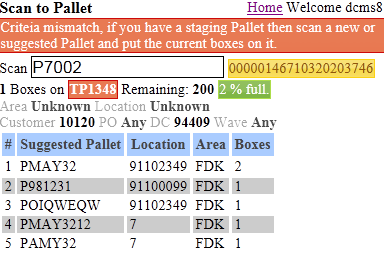 Scan to Pallet Home Welcome dcms8
Criteia mismatch, if you have a staging Pallet then scan a new or
suggested Pallet and put the current boxes on it.
Scan P7002 00000146710320203746
1 Boxes on TP1348 Remaining: 200 2 % full.
Area Unknown Location Unknown
Customer 10120 PO Any DC 94409 Wave Any
# Suggested Pallet Location Area Boxes
1 PMAY32 91102349 FDK 2
2 P981231 91100099 FDK 1
3 POIQWEQW 91102349 FDK 1
4 PMAY3212 7 FDK 1
5 PAMY32 7 FDK 1